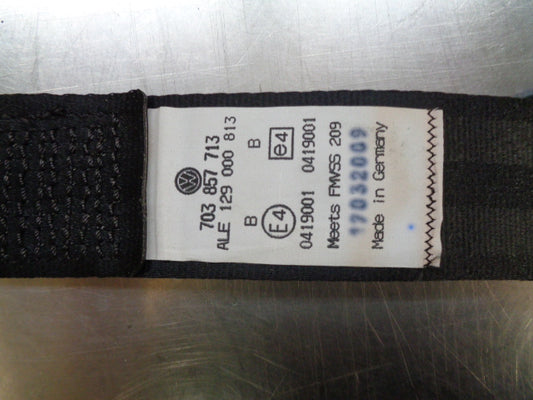 703 857 713
ALE 129 000 813
B B
E4 e4
0419001 0419001
Meets FMVSS 209
17032009
Made in Germany